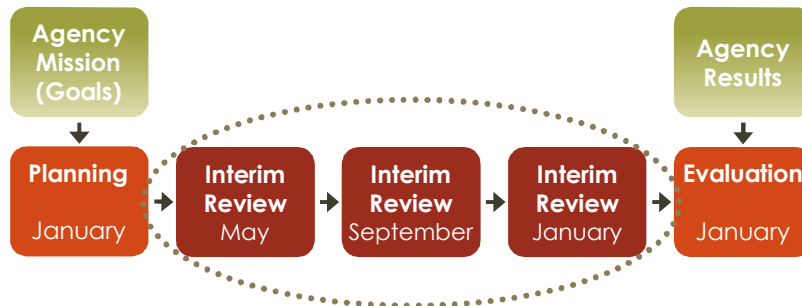 Agency
Mission
(Goals)
Agency
Results
Planning
January
Interim
Review
May
Interim
Review
September
Interim
Review
January
Evaluation
January